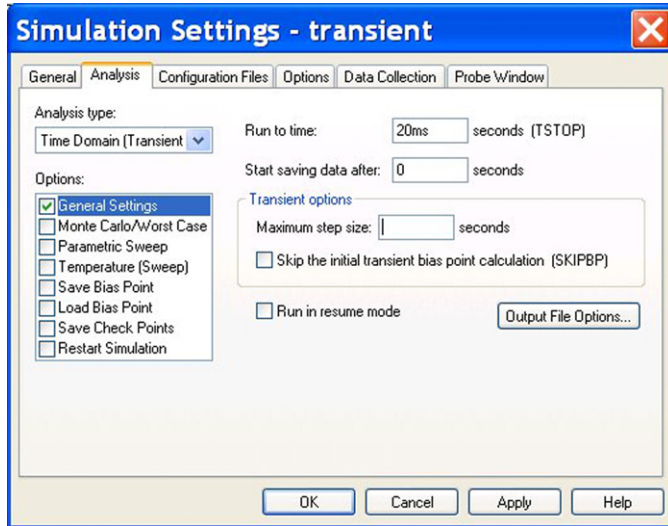 Simulation Settings - transient
General Analysis Configuration Files Options Data Collection Probe Window
Analysis type:
Time Domain (Transient
Options:
General Settings
Monte Carlo/Worst Case
Parametric Sweep
Temperature (Sweep)
Save Bias Point
Load Bias Point
Save Check Points
Restart Simulation
Run to time: 20ms seconds (TSTOP)
Start saving data after: 0 seconds
Transient options
Maximum step size: seconds
Skip the initial transient bias point calculation (SKIPBP)
Run in resume mode
Output File Options...
OK Cancel Apply Help